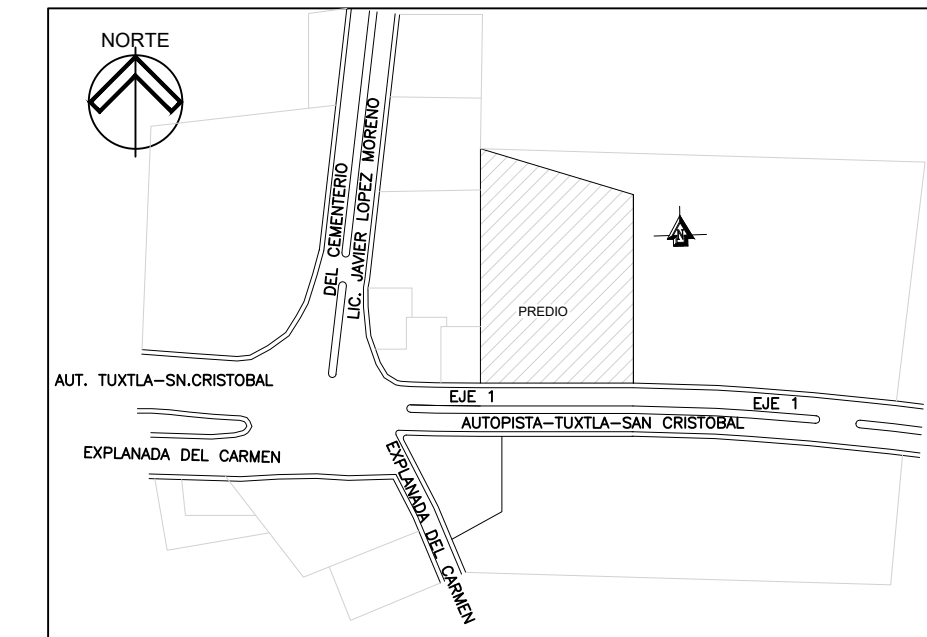 NORTE
DEL CEMENTERIO
LIC. JAVIER LOPEZ MORENO
N
PREDIO
AUT. TUXTLA-SN.CRISTOBAL
EJE 1
EJE 1
AUTOPISTA-TUXTLA-SAN CRISTOBAL
EXPLANADA DEL CARMEN
EXPLANADA DEL CARMEN